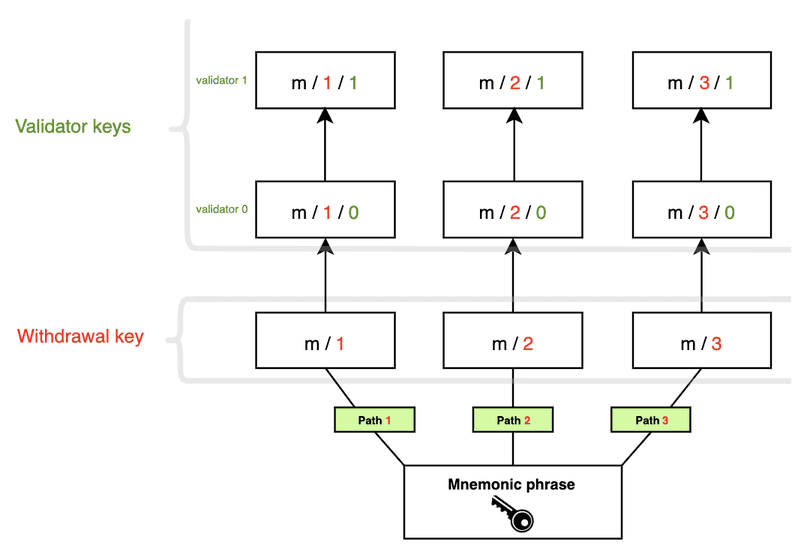 validator 1
m / 1 / 1
m / 2 / 1
m / 3 / 1
Validator keys
validator 0
m / 1 / 0
m / 2 / 0
m / 3 / 0
Withdrawal key
m / 1
m / 2
m / 3
Path 1
Path 2
Path 3
Mnemonic phrase